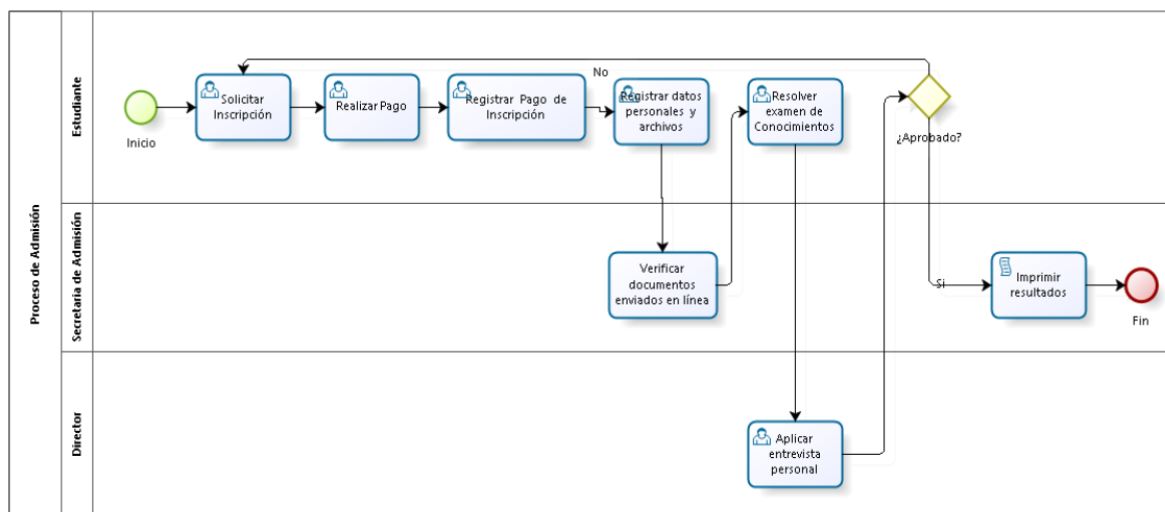 Proceso de Admisión
Estudiante
Inicio
Solicitar
Inscripción
Realizar Pago
Registrar Pago de
Inscripción
Registrar datos
personales y
archivos
Resolver
examen de
Conocimientos
¿Aprobado?
No
Si
Secretaria de Admisión
Verificar
documentos
enviados en línea
Imprimir
resultados
Fin
Director
Aplicar
entrevista
personal